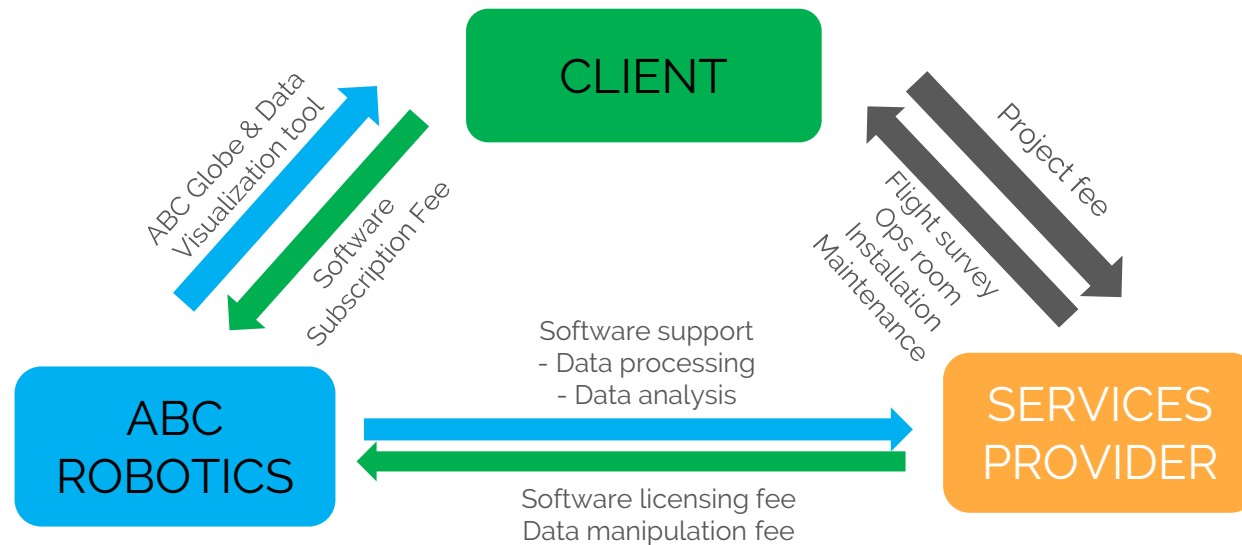 CLIENT
ABC Globe & Data
Visualization tool
Software
Subscription Fee
Project fee
Flight survey
Ops room
Installation
Maintenance
Software support
- Data processing
- Data analysis
ABC
ROBOTICS
SERVICES
PROVIDER
Software licensing fee
Data manipulation fee